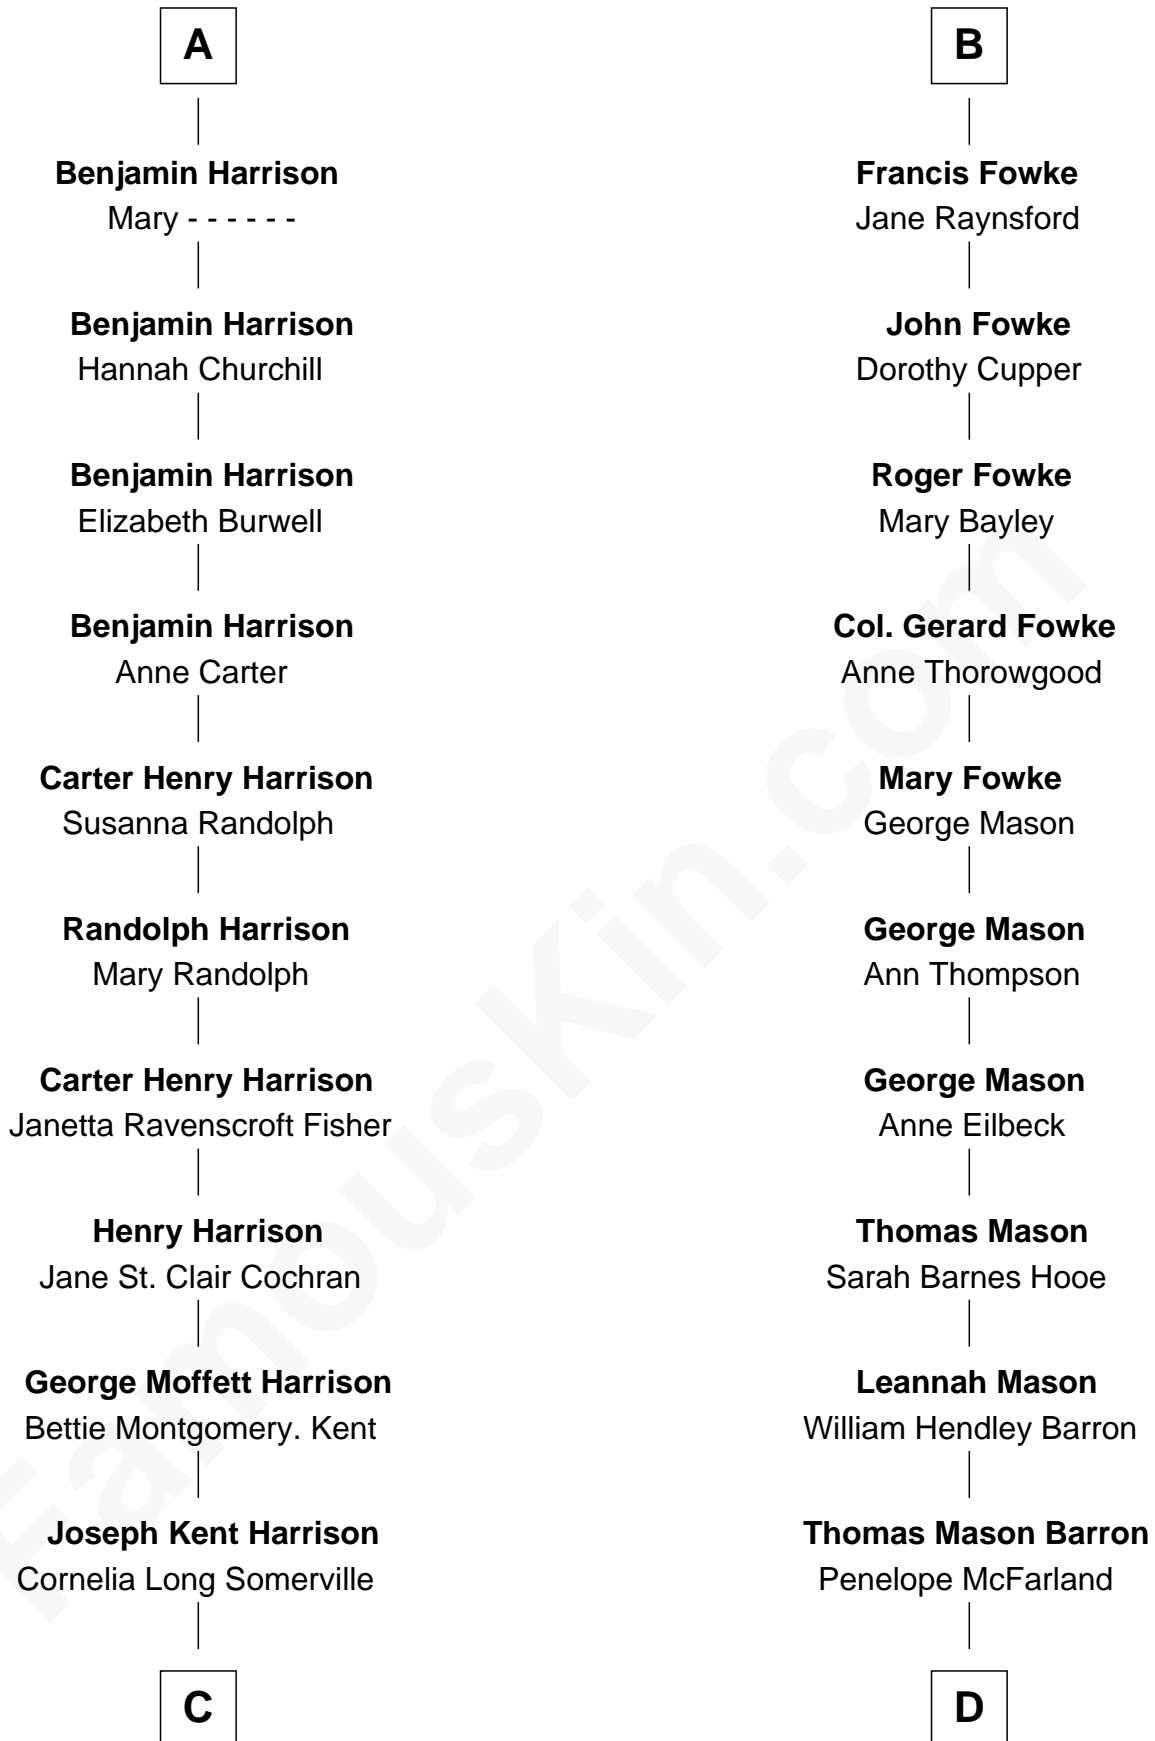 A
Benjamin Harrison
Mary - - - - - -
Benjamin Harrison
Hannah Churchill
Benjamin Harrison
Elizabeth Burwell
Benjamin Harrison
Anne Carter
Carter Henry Harrison
Susanna Randolph
Randolph Harrison
Mary Randolph
Carter Henry Harrison
Janetta Ravenscroft Fisher
Henry Harrison
Jane St. Clair Cochran
George Moffett Harrison
Bettie Montgomery. Kent
Joseph Kent Harrison
Cornelia Long Somerville
C
B
Francis Fowke
Jane Raynsford
John Fowke
Dorothy Cupper
Roger Fowke
Mary Bayley
Col. Gerard Fowke
Anne Thorowgood
Mary Fowke
George Mason
George Mason
Ann Thompson
George Mason
Anne Eilbeck
Thomas Mason
Sarah Barnes Hooe
Leannah Mason
William Hendley Barron
Thomas Mason Barron
Penelope McFarland
D
FamousKin.com